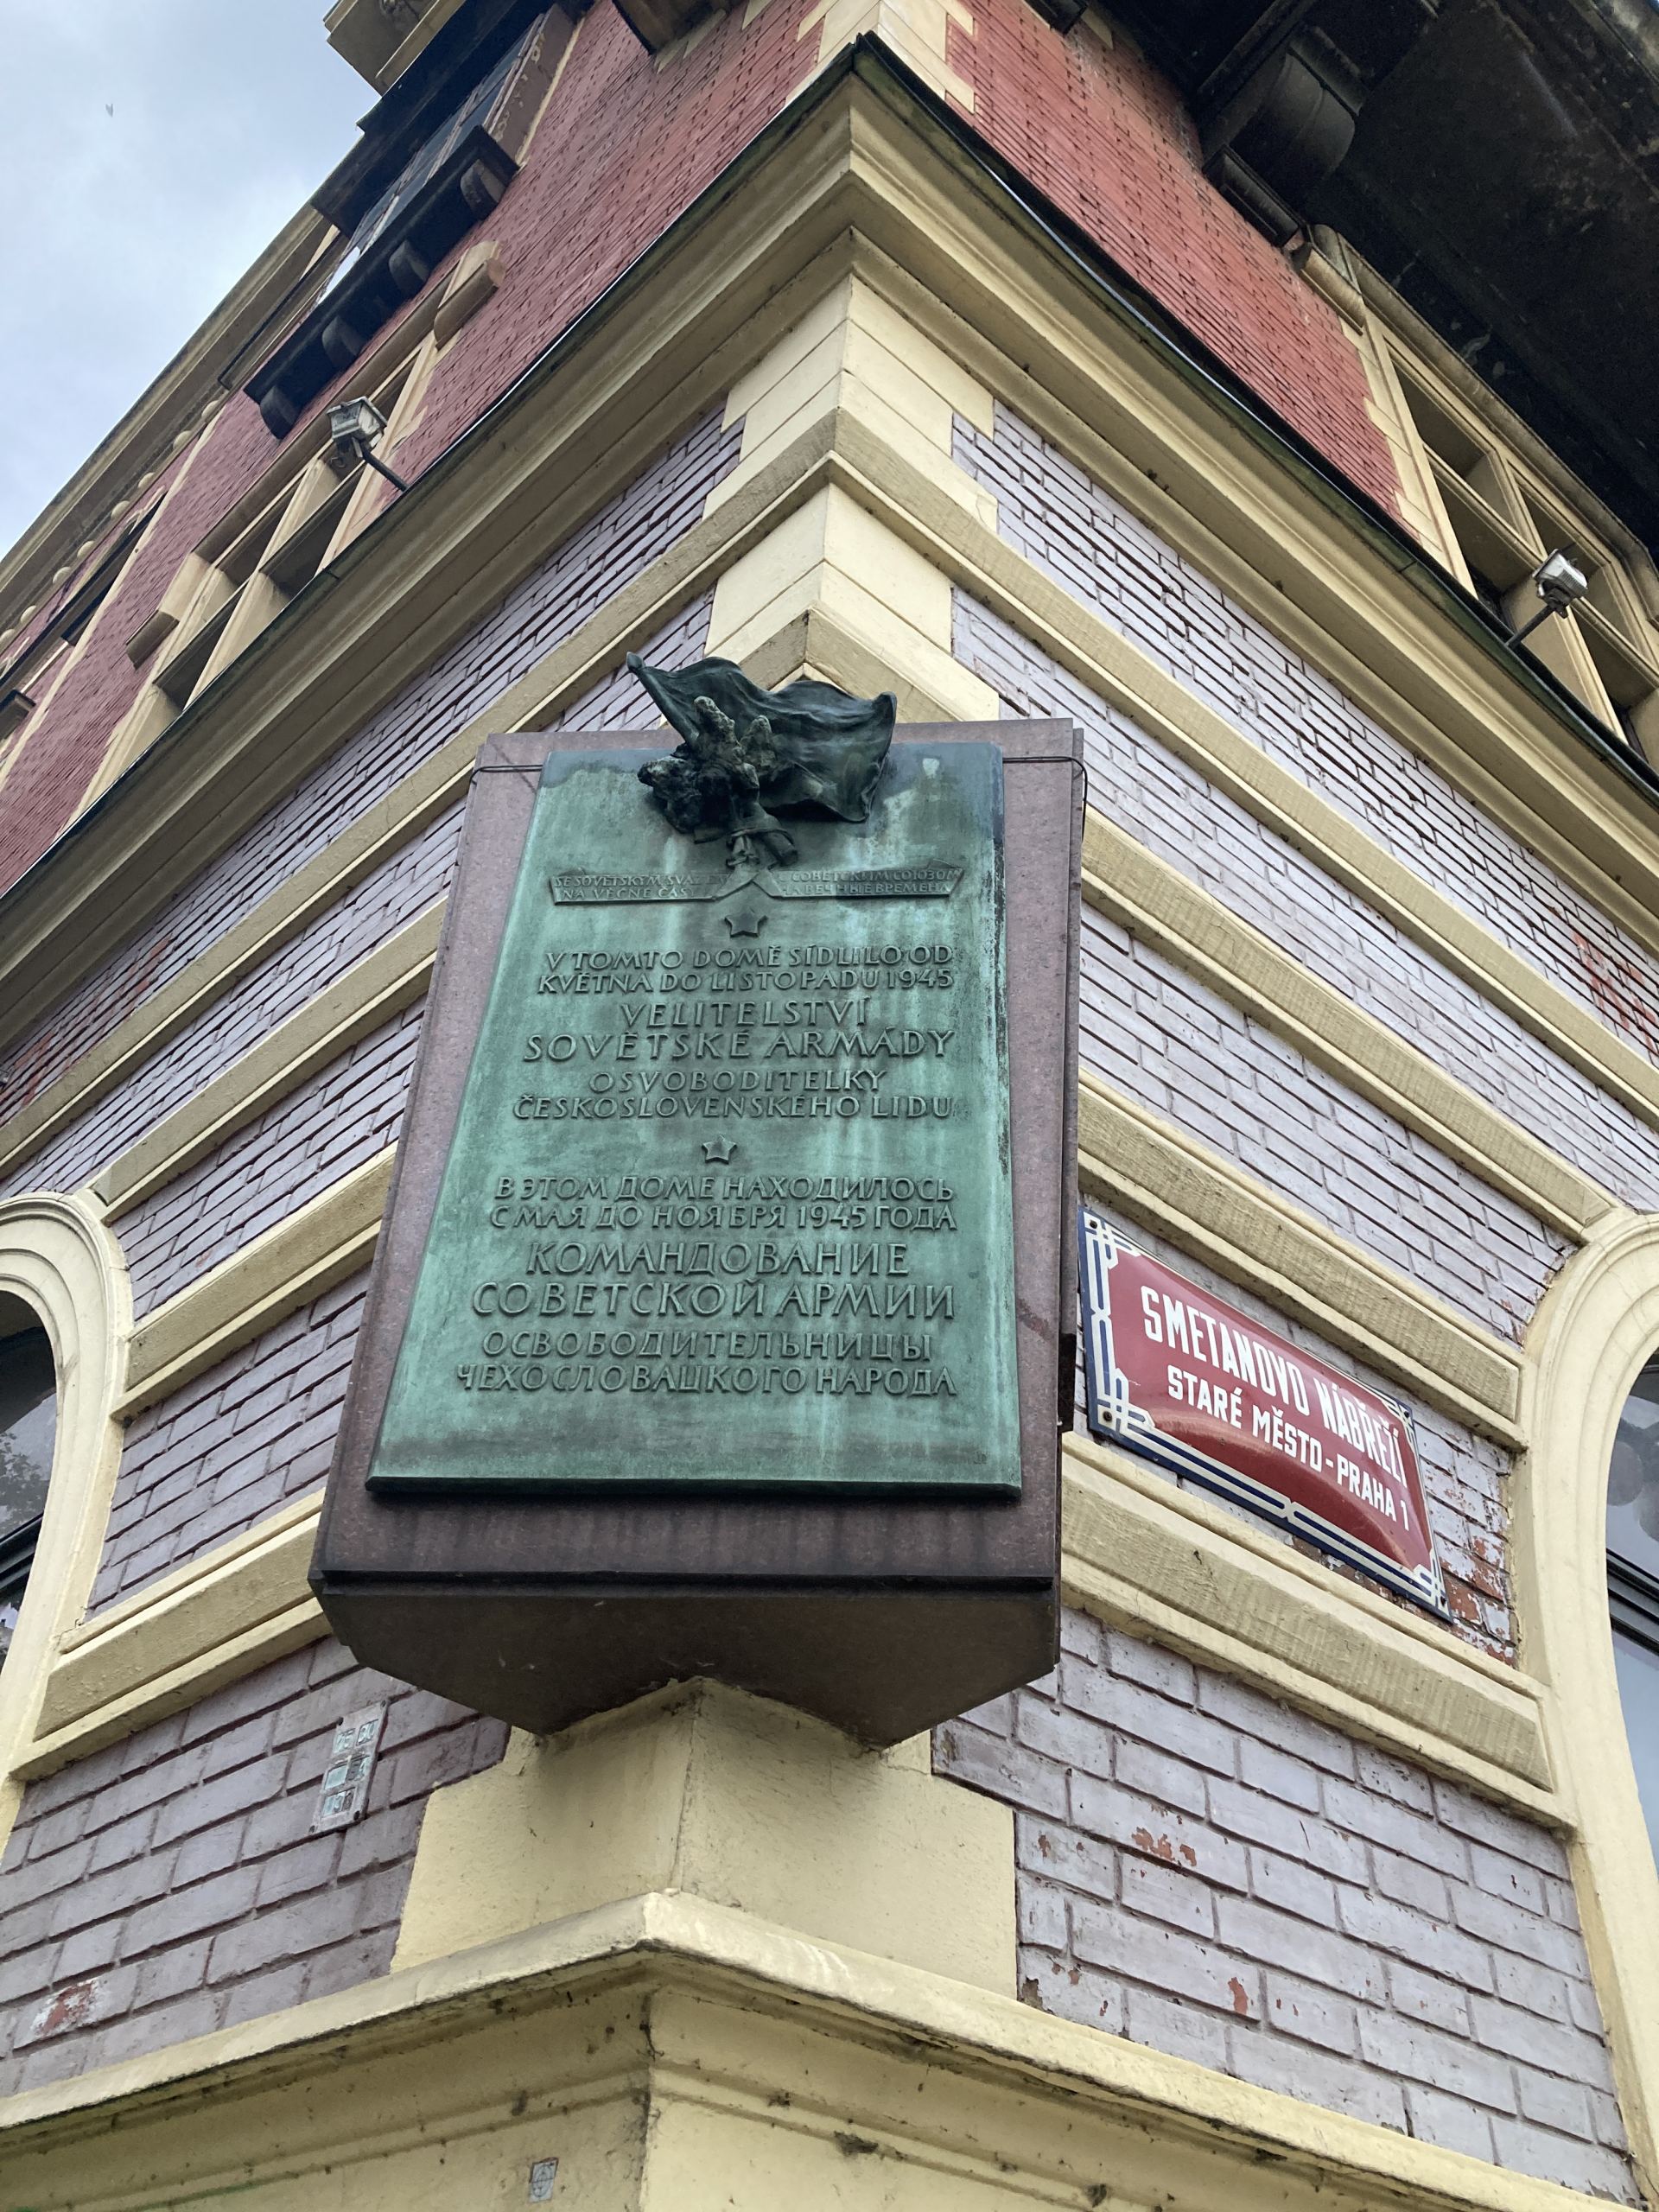 SE SOVĚTSKÝM SVAZEM
NA VĚČNÉ ČASY
С СОВЕТСКИМ СОЮЗОМ
НА ВЕЧНЫЕ ВРЕМЕНА
V TOMTO DOMĚ SÍDLILO OD
KVĚTNA DO LISTOPADU 1945
VELITELSTVÍ
SOVĚTSKÉ ARMÁDY
OSVOBODITELKY
ČESKOSLOVENSKÉHO LIDU
В ЭТОМ ДОМЕ НАХОДИЛОСЬ
С МАЯ ДО НОЯБРЯ 1945 ГОДА
КОМАНДОВАНИЕ
СОВЕТСКОЙ АРМИИ
ОСВОБОДИТЕЛЬНИЦЫ
ЧЕХОСЛОВАЦКОГО НАРОДА
SMETANOVO NÁBŘEŽÍ
STARÉ MĚSTO-PRAHA 1